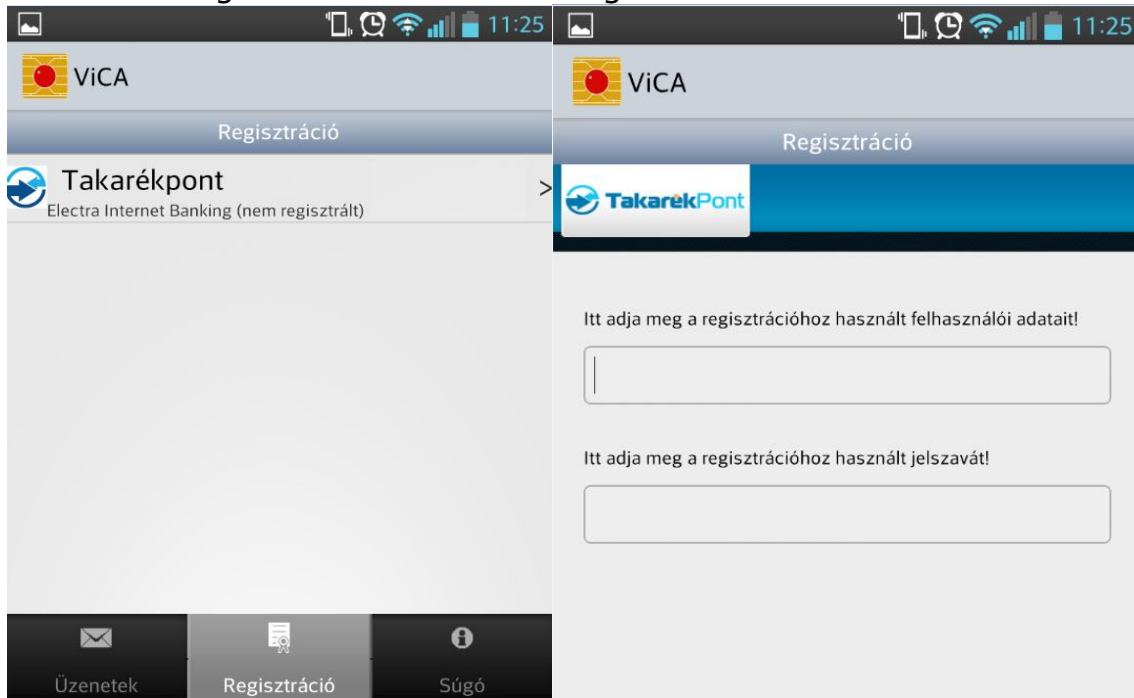 11:25
ViCA
Regisztráció
Takarékpont
Electra Internet Banking (nem regisztrált)
>
Üzenetek
Regisztráció
Súgó
11:25
ViCA
Regisztráció
TakarékPont
Itt adja meg a regisztrációhoz használt felhasználói adatait!
Itt adja meg a regisztrációhoz használt jelszavát!